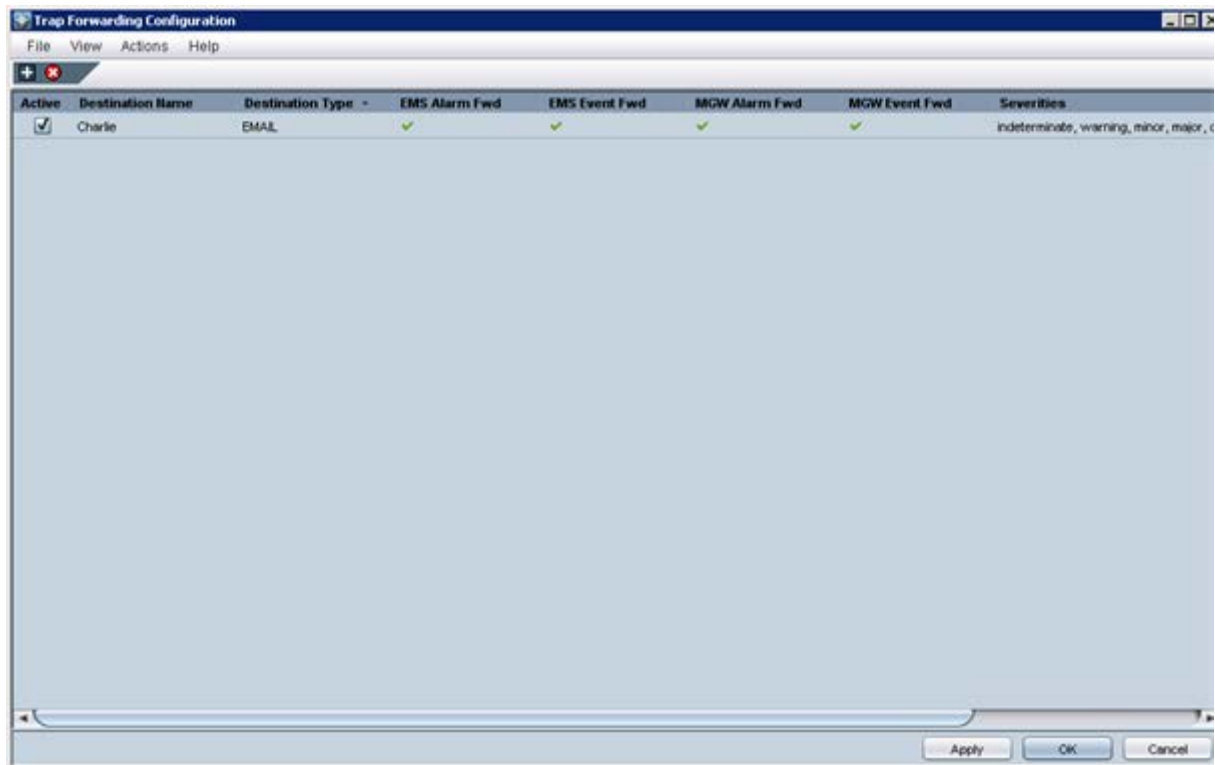 Trap Forwarding Configuration
File View Actions Help
Active Destination Name Destination Type EMS Alarm Fwd EMS Event Fwd MGW Alarm Fwd MGW Event Fwd Severities
Charlie EMAIL indeterminate, warning, minor, major,
Apply OK Cancel